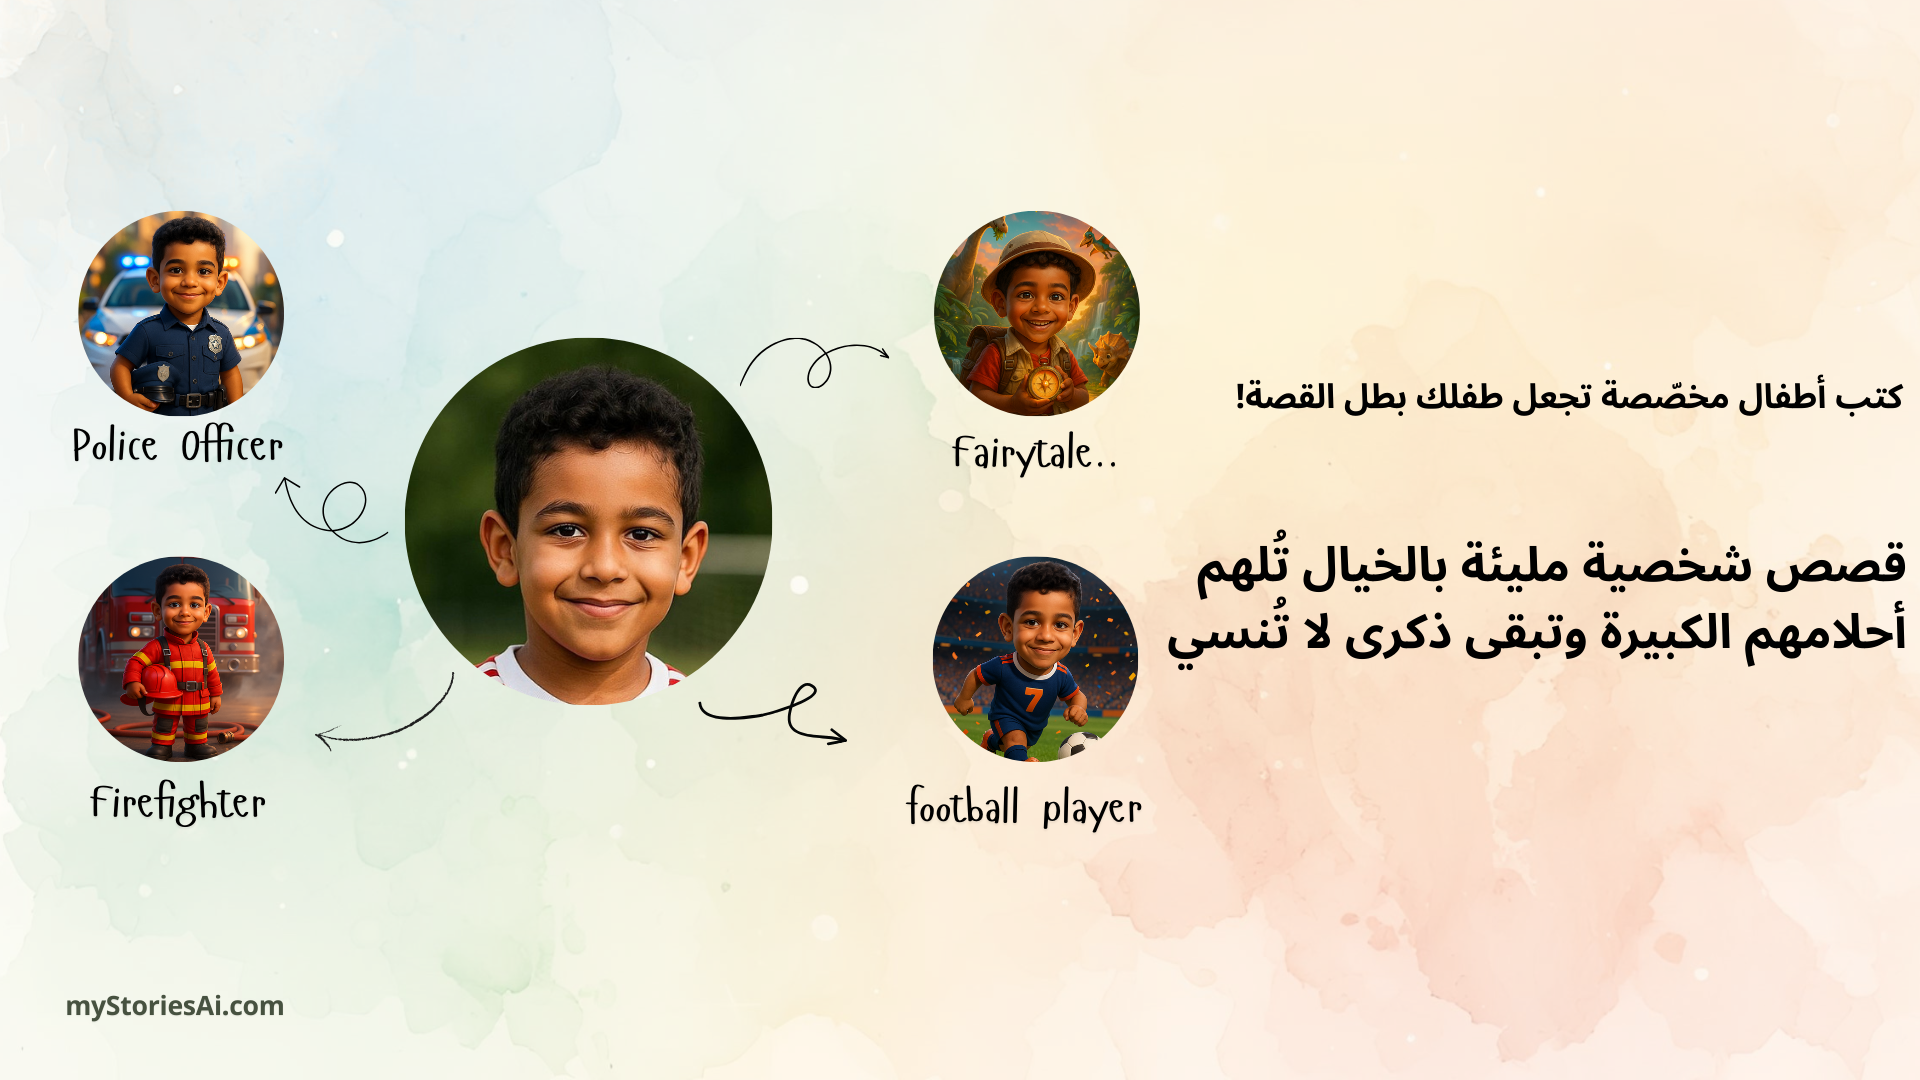 Police Officer
Fairytale..
كتب أطفال مخصّصة تجعل طفلك بطل القصة!
قصص شخصية مليئة بالخيال تُلهم
أحلامهم الكبيرة وتبقى ذكرى لا تُنسي
7
Firefighter
football player
myStoriesAi.com